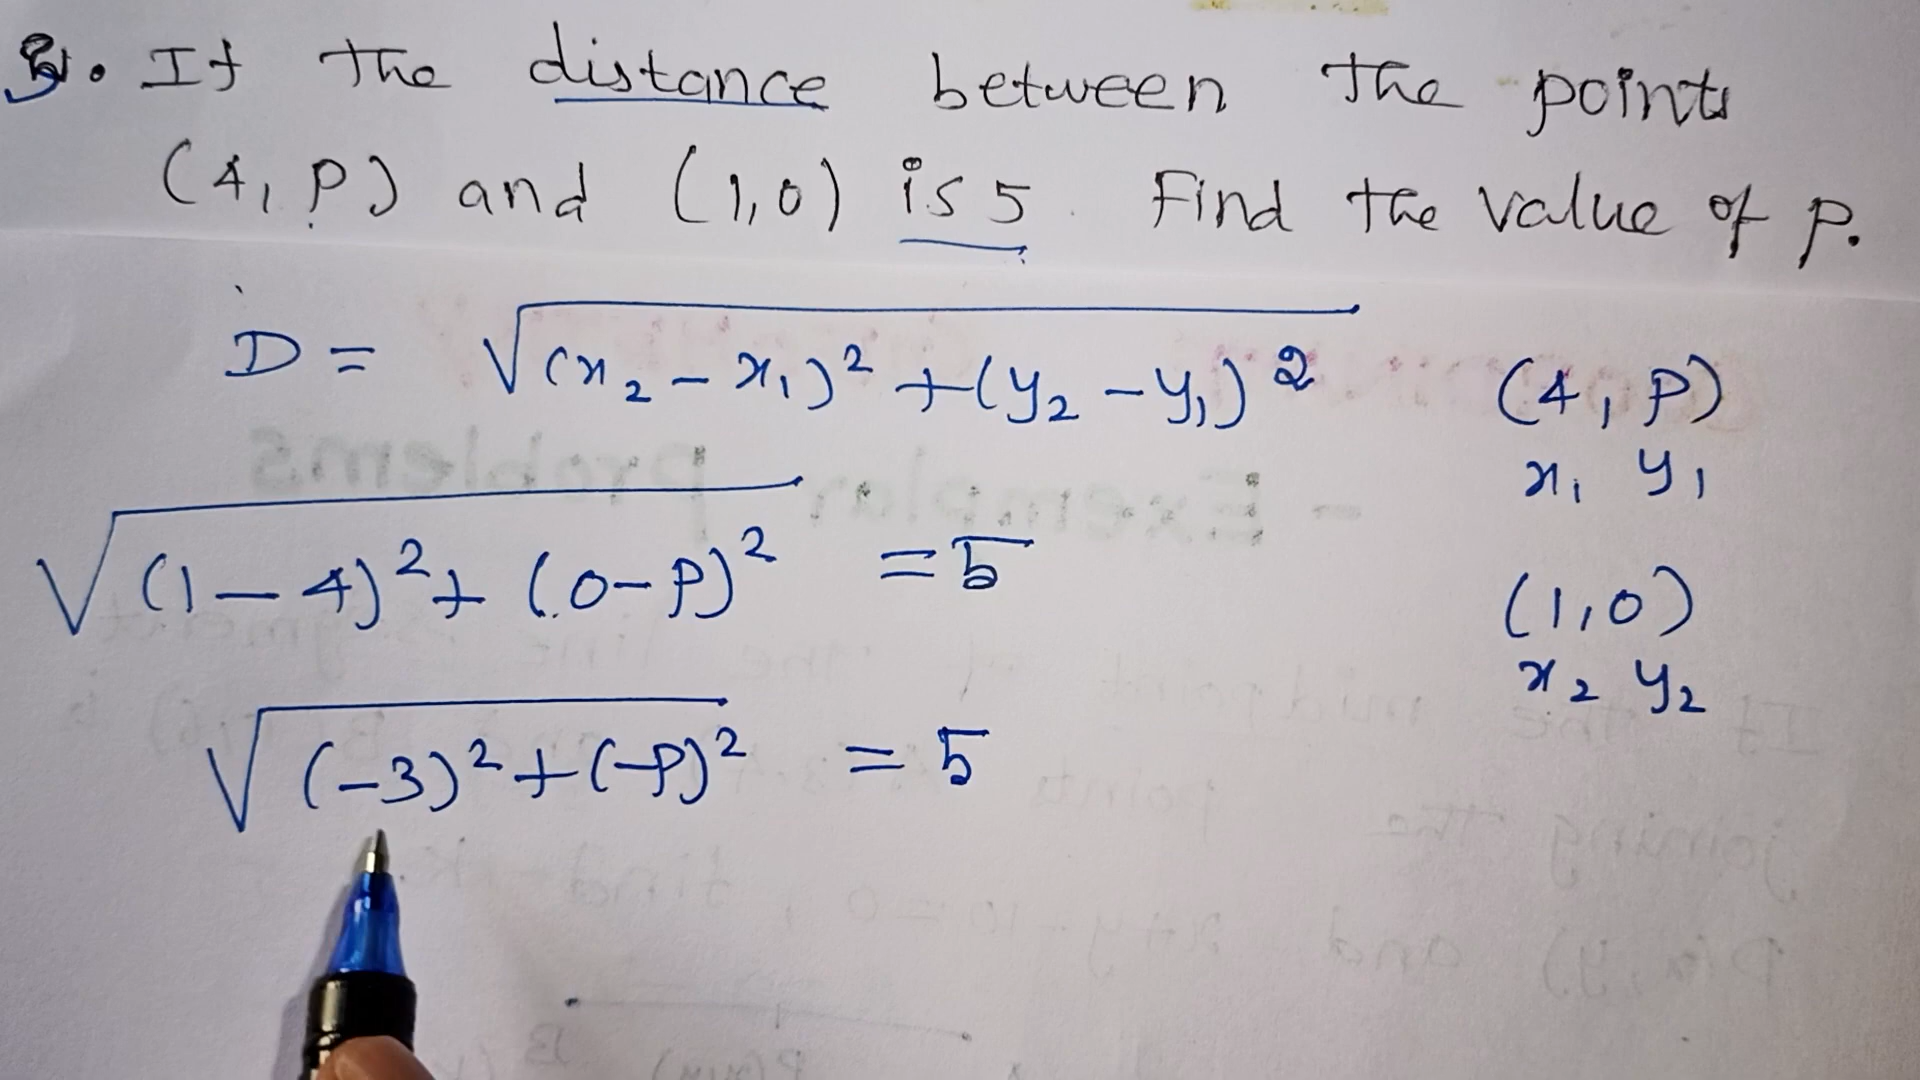 If the distance between the points
(4, P) and (1,0) is 5. Find the value of P.
D = √(x₂ - x₁)² + (y₂ - y₁)²
(4, P)
x₁ y₁
√(1 - 4)² + (0 - P)² = 5
(1,0)
x₂ y₂
√(-3)² + (-P)² = 5
- Exemplar Problems